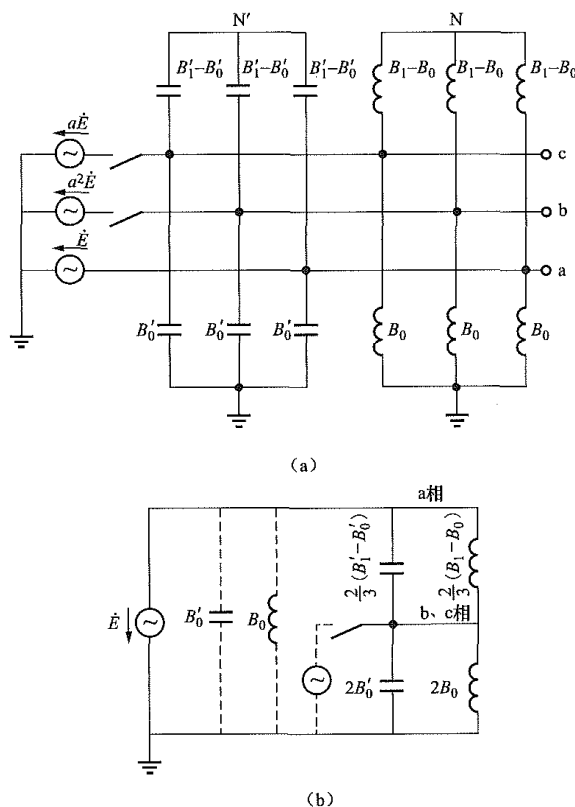 N′ N
B′₁−B′₀ B′₁−B′₀ B′₁−B′₀ B₁−B₀ B₁−B₀ B₁−B₀
aĖ
c
a²Ė
b
Ė
a
B′₀ B′₀ B′₀ B₀ B₀ B₀
(a)
a相
2/3(B′₁−B′₀) 2/3(B₁−B₀)
Ė B′₀ B₀
b、c相
2B′₀ 2B₀
(b)